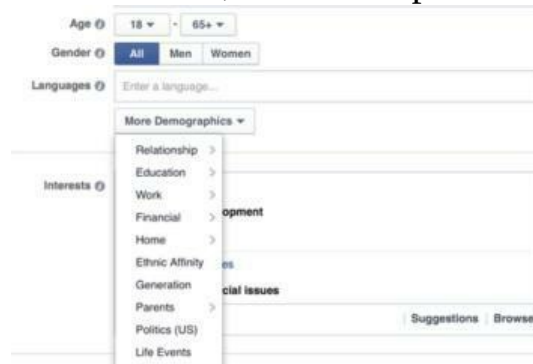 Age 18 - 65+
Gender All Men Women
Languages Enter a language...
More Demographics
Relationship
Education
Interests
Work
opment
Financial
Home
Ethnic Affinity es
Generation cial issues
Parents
Suggestions Browse
Politics (US)
Life Events